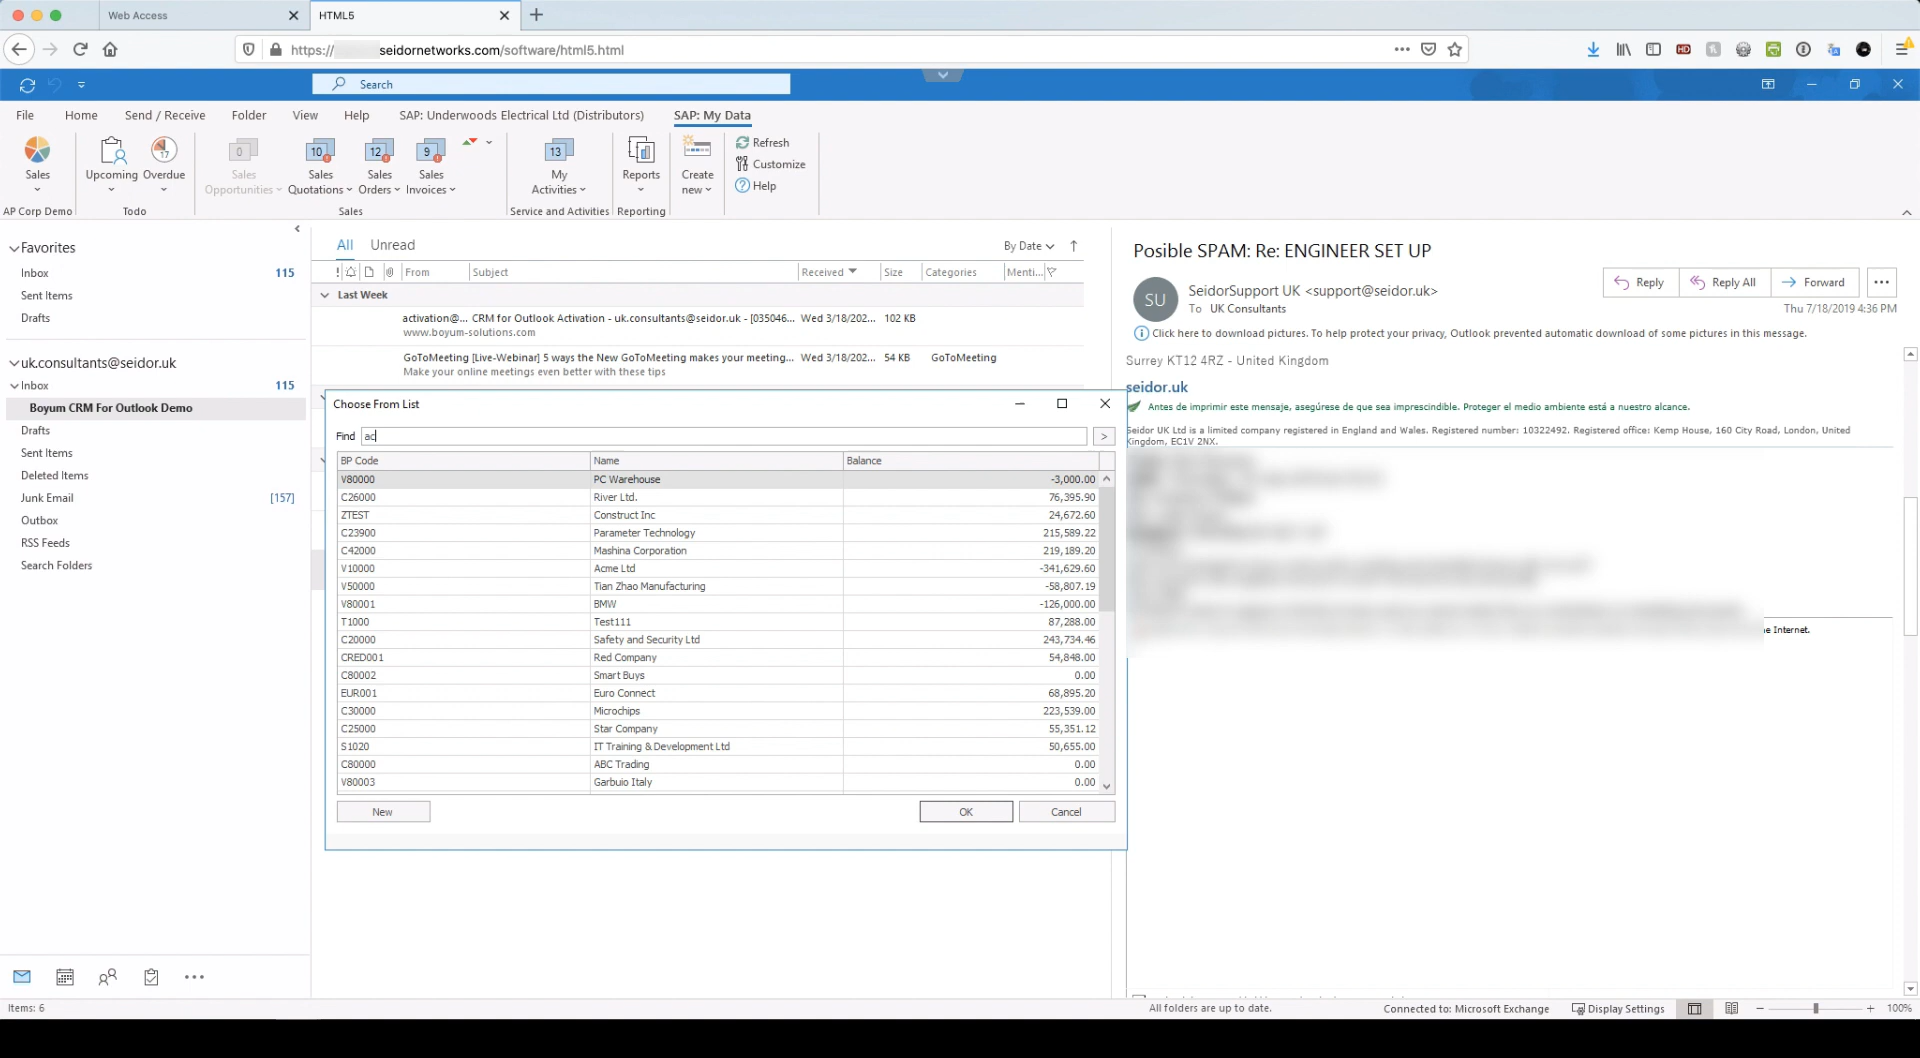 Web Access
HTML5
https://
seidornetworks.com/software/html5.html
Search
File Home Send / Receive Folder View Help SAP: Underwoods Electrical Ltd (Distributors) SAP: My Data
Sales
AP Corp Demo
Upcoming
17
Overdue
Todo
0
Sales
Opportunities
10
Sales
Quotations
12
Sales
Orders
9
Sales
Invoices
Sales
13
My
Activities
Service and Activities
Reports
Reporting
Create
new
Refresh
Customize
Help
Favorites
Inbox 115
Sent Items
Drafts
uk.consultants@seidor.uk
Inbox 115
Boyum CRM For Outlook Demo
Drafts
Sent Items
Deleted Items
Junk Email [157]
Outbox
RSS Feeds
Search Folders
All Unread By Date
From Subject Received Size Categories Menti...
Last Week
activation@... CRM for Outlook Activation - uk.consultants@seidor.uk - [035046... Wed 3/18/202... 102 KB
www.boyum-solutions.com
GoToMeeting [Live-Webinar] 5 ways the New GoToMeeting makes your meeting... Wed 3/18/202... 54 KB GoToMeeting
Make your online meetings even better with these tips
Choose From List
Find ac
>
BP Code Name Balance
V80000 PC Warehouse -3,000.00
C26000 River Ltd. 76,395.90
ZTEST Construct Inc 24,672.60
C23900 Parameter Technology 215,589.22
C42000 Mashina Corporation 219,189.20
V10000 Acme Ltd -341,629.60
V50000 Tian Zhao Manufacturing -58,807.19
V80001 BMW -126,000.00
T1000 Test111 87,288.00
C20000 Safety and Security Ltd 243,734.46
CRED001 Red Company 54,848.00
C80002 Smart Buys 0.00
EUR001 Euro Connect 68,895.20
C30000 Microchips 223,539.00
C25000 Star Company 55,351.12
S1020 IT Training & Development Ltd 50,655.00
C80000 ABC Trading 0.00
V80003 Garbuio Italy 0.00
New OK Cancel
Posible SPAM: Re: ENGINEER SET UP
SU
SeidorSupport UK <support@seidor.uk>
To UK Consultants
Reply Reply All Forward
Thu 7/18/2019 4:36 PM
Click here to download pictures. To help protect your privacy, Outlook prevented automatic download of some pictures in this message.
Surrey KT12 4RZ - United Kingdom
seidor.uk
Antes de imprimir este mensaje, asegúrese de que sea imprescindible. Proteger el medio ambiente está a nuestro alcance.
Seidor UK Ltd is a limited company registered in England and Wales. Registered number: 10322492. Registered office: Kemp House, 160 City Road, London, United
Kingdom, EC1V 2NX.
e Internet.
Items: 6
All folders are up to date. Connected to: Microsoft Exchange Display Settings 100%